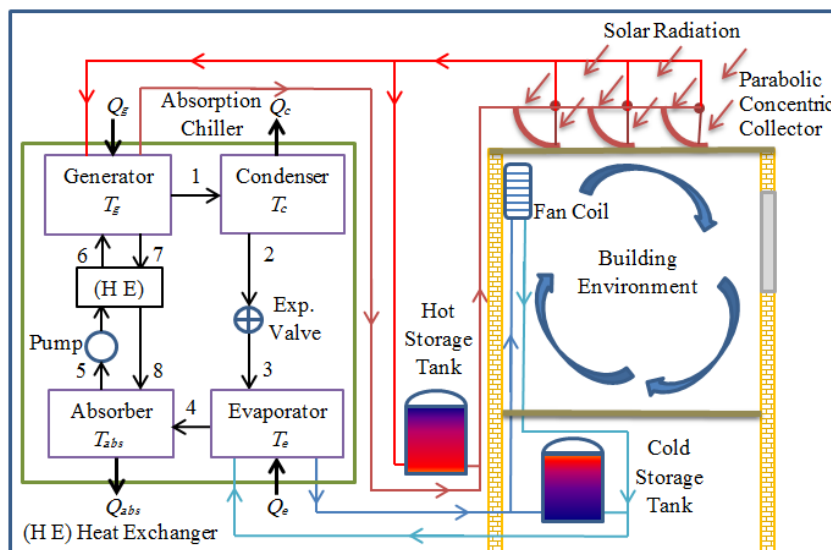 Solar Radiation
Parabolic
Concentric
Collector
Qg
Absorption
Chiller
Qc
Generator
Tg
1
Condenser
Tc
Fan Coil
6
7
2
(H E)
Building
Environment
Exp.
Valve
Hot
Storage
Tank
Pump
5
8
3
Absorber
Tabs
4
Evaporator
Te
Cold
Storage
Tank
Qabs
Qe
(H E) Heat Exchanger